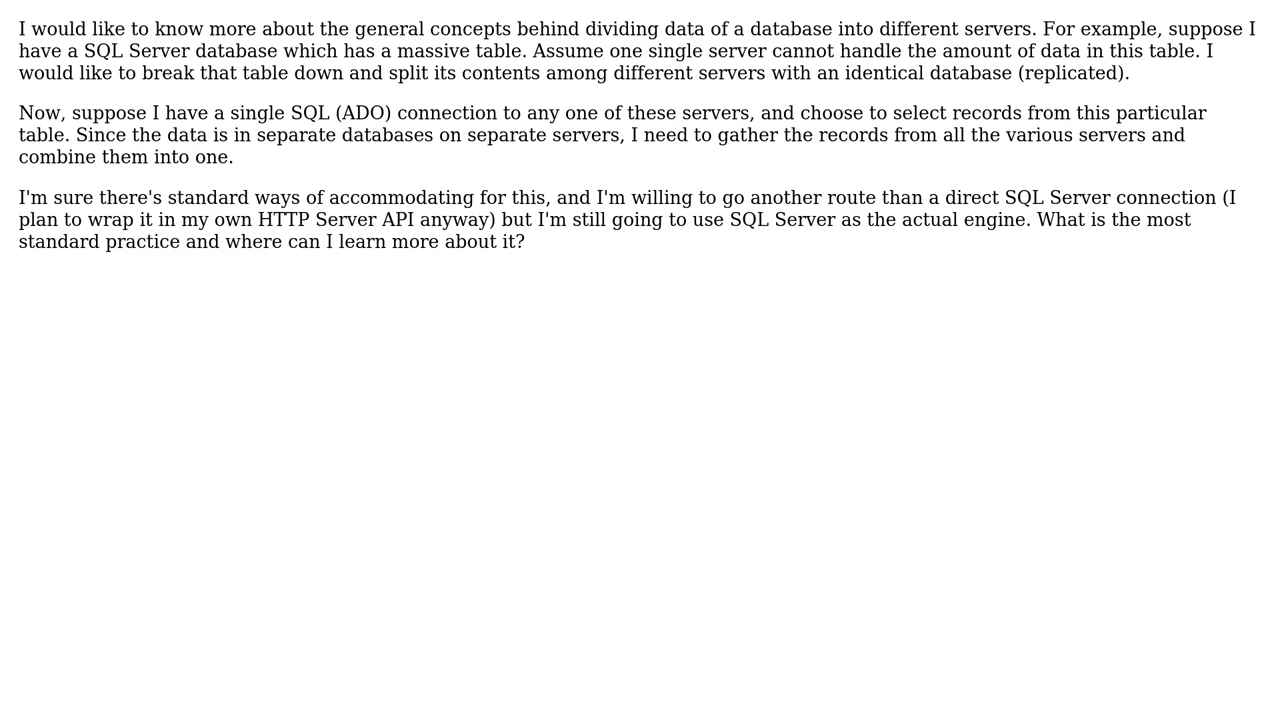 I would like to know more about the general concepts behind dividing data of a database into different servers. For example, suppose I
have a SQL Server database which has a massive table. Assume one single server cannot handle the amount of data in this table. I
would like to break that table down and split its contents among different servers with an identical database (replicated).
Now, suppose I have a single SQL (ADO) connection to any one of these servers, and choose to select records from this particular
table. Since the data is in separate databases on separate servers, I need to gather the records from all the various servers and
combine them into one.
I'm sure there's standard ways of accommodating for this, and I'm willing to go another route than a direct SQL Server connection (I
plan to wrap it in my own HTTP Server API anyway) but I'm still going to use SQL Server as the actual engine. What is the most
standard practice and where can I learn more about it?